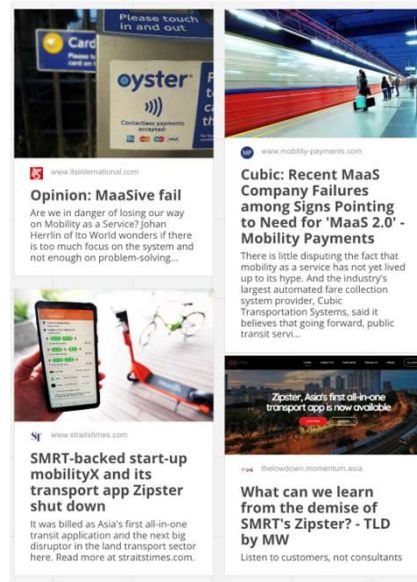 Please touch
in and out
Card
oyster
Contactless payments
accepted
www.itsinternational.com
Opinion: MaaSive fail
Are we in danger of losing our way
on Mobility as a Service? Johan
Herrlin of Ito World wonders if there
is too much focus on the system and
not enough on problem-solving...
www.straitstimes.com
SMRT-backed start-up
mobilityX and its
transport app Zipster
shut down
It was billed as Asia's first all-in-one
transit application and the next big
disruptor in the land transport sector
here. Read more at straitstimes.com.
www.mobility-payments.com
Cubic: Recent MaaS
Company Failures
among Signs Pointing
to Need for 'MaaS 2.0' -
Mobility Payments
There is little disputing the fact that
mobility as a service has not yet lived
up to its hype. And the industry's
largest automated fare collection
system provider, Cubic
Transportation Systems, said it
believes that going forward, public
transit servi...
Zipster, Asia's first all-in-one
transport app is now available
thelowdown.momentum.asia
What can we learn
from the demise of
SMRT's Zipster? - TLD
by MW
Listen to customers, not consultants